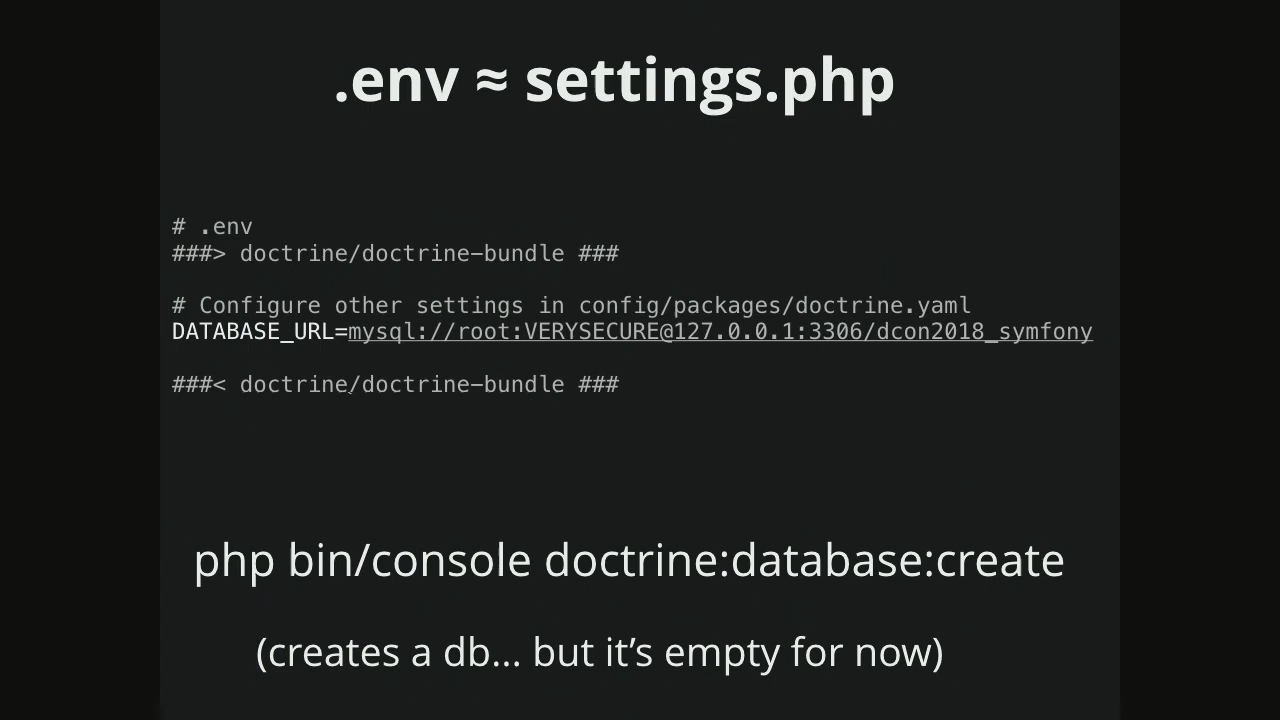 .env ≈ settings.php
# .env
###> doctrine/doctrine-bundle ###
# Configure other settings in config/packages/doctrine.yaml
DATABASE_URL=mysql://root:VERYSECURE@127.0.0.1:3306/dcon2018_symfony
###< doctrine/doctrine-bundle ###
php bin/console doctrine:database:create
(creates a db... but it’s empty for now)